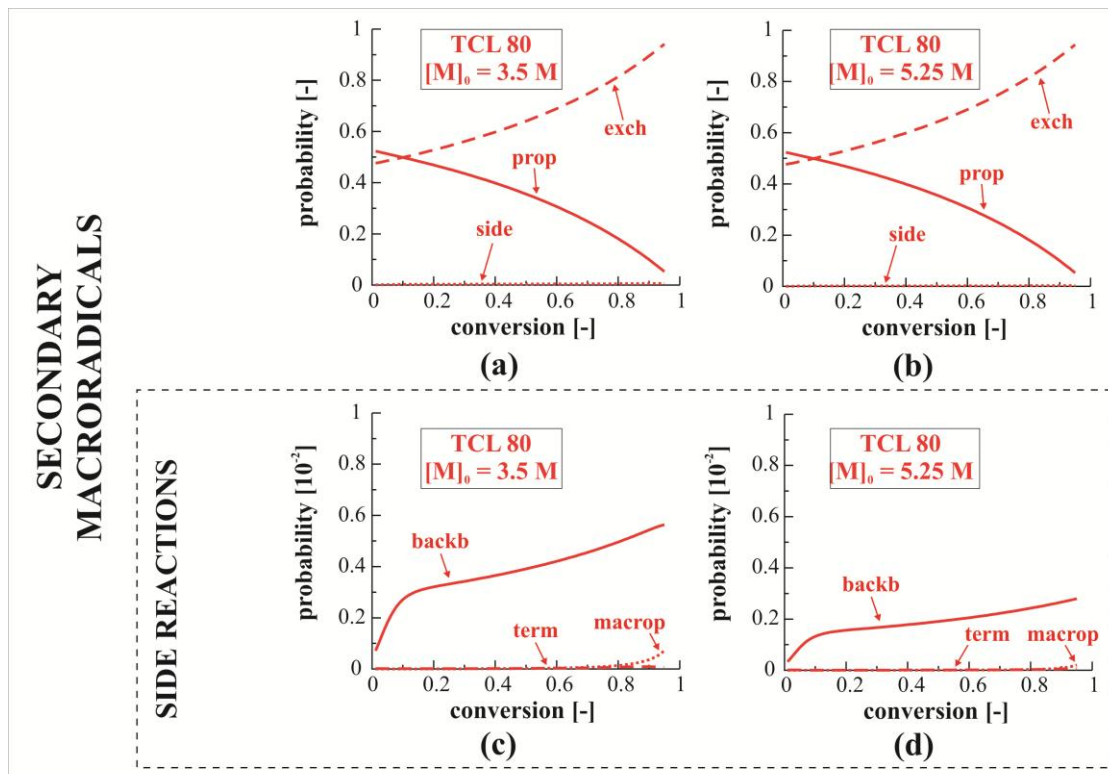 SECONDARY
MACRORADICALS
SIDE REACTIONS
probability [-]
1
0.8
0.6
0.4
0.2
0
TCL 80
[M]₀ = 3.5 M
exch
prop
side
0 0.2 0.4 0.6 0.8 1
conversion [-]
(a)
probability [-]
1
0.8
0.6
0.4
0.2
0
TCL 80
[M]₀ = 5.25 M
exch
prop
side
0 0.2 0.4 0.6 0.8 1
conversion [-]
(b)
probability [10⁻²]
1
0.8
0.6
0.4
0.2
0
TCL 80
[M]₀ = 3.5 M
backb
term
macrop
0 0.2 0.4 0.6 0.8 1
conversion [-]
(c)
probability [10⁻²]
1
0.8
0.6
0.4
0.2
0
TCL 80
[M]₀ = 5.25 M
backb
term
macrop
0 0.2 0.4 0.6 0.8 1
conversion [-]
(d)